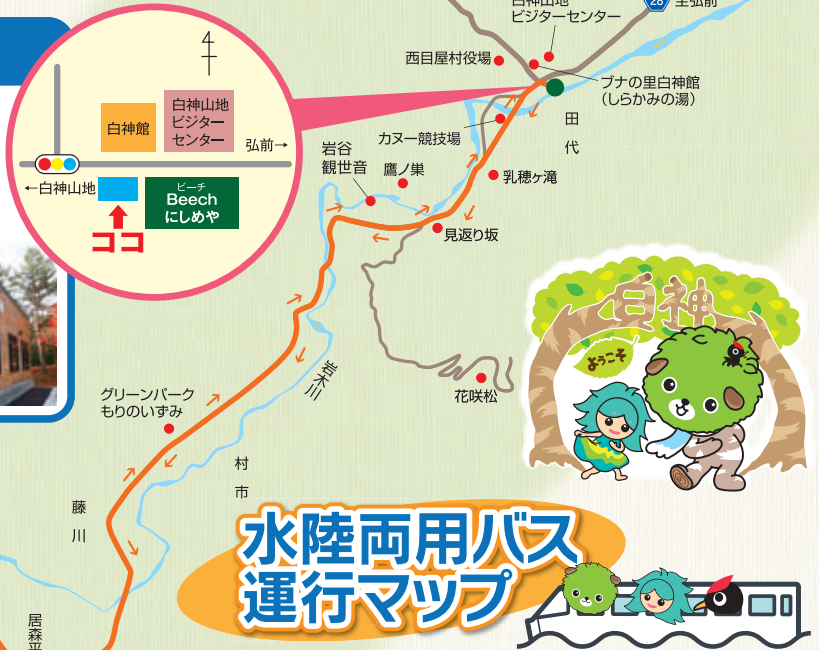 白神山地
ビジターセンター
28
至弘前
西目屋村役場
ブナの里白神館
（しらかみの湯）
田代
カヌー競技場
岩谷
観世音
鷹ノ巣
乳穂ヶ滝
見返り坂
4
白神館
白神山地
ビジター
センター
弘前→
←白神山地
ビーチ
Beech
にしめや
ココ
白神
ようこそ
岩木川
花咲松
グリーンパーク
もりのいずみ
村市
藤川
居森平
水陸両用バス
運行マップ